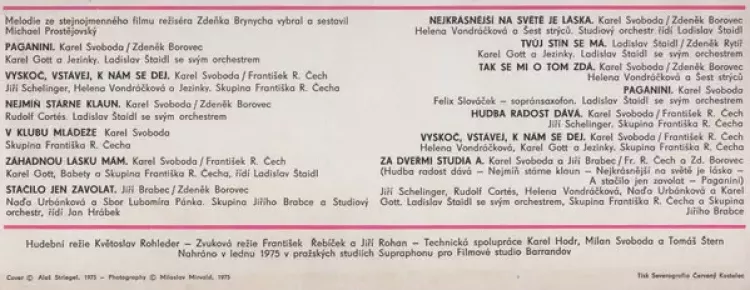 Melodie ze stejnojmenného filmu režiséra Zdeňka Brynycha vybral a sestavil
Michael Prostějovský
PAGANINI. Karel Svoboda/Zdeněk Borovec
Karel Gott a Jezinky. Ladislav Štaidl se svým orchestrem
VYSKOČ, VSTÁVEJ, K NÁM SE DEJ. Karel Svoboda/František R. Čech
Jiří Schelinger, Helena Vondráčková a Jezinky. Skupina Františka R. Čecha
NEJMÍŇ STÁRNE KLAUN. Karel Svoboda/Zdeněk Borovec
Rudolf Cortés. Ladislav Štaidl se svým orchestrem
V KLUBU MLÁDEŽE Karel Svoboda
Skupina Františka R. Čecha
ZÁHADNOU LÁSKU MÁM. Karel Svoboda/František R. Čech
Karel Gott, Babety a Skupina Františka R. Čecha, řídí Ladislav Štaidl
STAČILO JEN ZAVOLAT. Jiří Brabec/Zdeněk Borovec
Naďa Urbánková a Sbor Lubomíra Pánka. Skupina Jiřího Brabce a Studiový
orchestr, řídí Jan Hrábek
NEJKRÁSNĚJŠÍ NA SVĚTĚ JE LÁSKA. Karel Svoboda/Zdeněk Borovec
Helena Vondráčková a Šest strýců. Studiový orchestr řídí Ladislav Štaidl
TVŮJ STÍN SE MÁ. Ladislav Štaidl/Zdeněk Rytíř
Karel Gott a Jezinky. Ladislav Štaidl se svým orchestrem
TAK SE MI O TOM ZDÁ. Karel Svoboda/Zdeněk Borovec
Helena Vondráčková a Šest strýců
PAGANINI. Karel Svoboda
Felix Slováček – sopránsaxofon. Ladislav Štaidl se svým orchestrem
HUDBA RADOST DÁVÁ. Karel Svoboda/František R. Čech
Jiří Schelinger, Skupina Františka R. Čecha
VYSKOČ, VSTÁVEJ, K NÁM SE DEJ. Karel Svoboda/František R. Čech
Helena Vondráčková, Karel Gott a Jezinky. Skupina Františka R. Čecha
ZA DVEŘMI STUDIA A. Karel Svoboda a Jiří Brabec/Fr. R. Čech a Zd. Borovec
(Hudba radost dává – Nejmíň stárne klaun – Nejkrásnější na světě je láska –
A stačilo jen zavolat – Paganini)
Jiří Schelinger, Rudolf Cortés, Helena Vondráčková, Naďa Urbánková a Karel
Gott. Ladislav Štaidl se svým orchestrem, Skupina Františka R. Čecha a Skupina
Jiřího Brabce
Hudební režie Květoslav Rohleder – Zvuková režie František Řebíček a Jiří Rohan – Technická spolupráce Karel Hodr, Milan Svoboda a Tomáš Štern
Nahráno v lednu 1975 v pražských studiích Supraphonu pro Filmové studio Barrandov
Cover © Aleš Striegel, 1975 – Photography © Miloslav Mirvald, 1975
Tisk Severografia Červený Kostelec